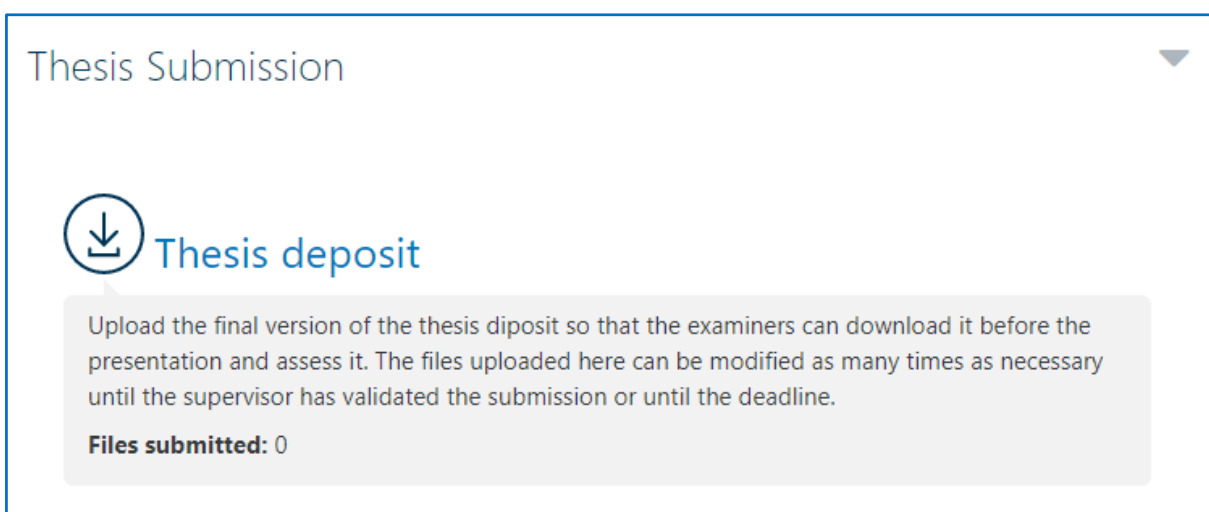 Thesis Submission
Thesis deposit
Upload the final version of the thesis diposit so that the examiners can download it before the
presentation and assess it. The files uploaded here can be modified as many times as necessary
until the supervisor has validated the submission or until the deadline.
Files submitted: 0